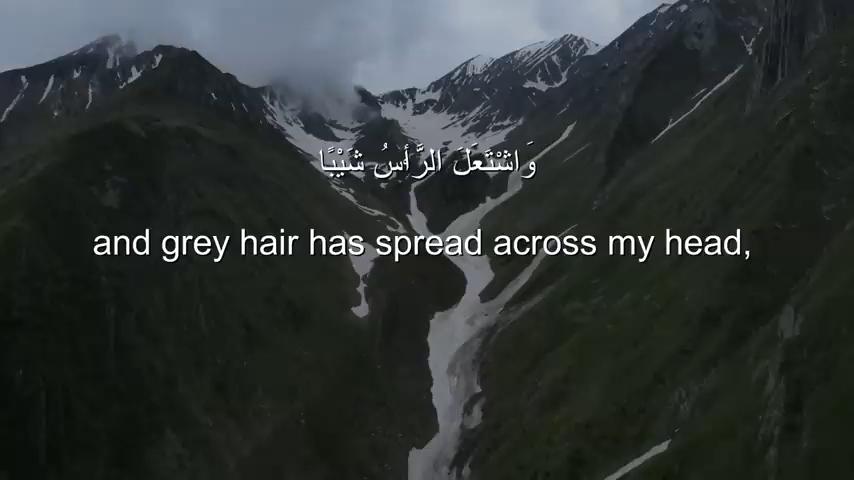 وَاشْتَعَلَ الرَّأْسُ شَيْبًا
and grey hair has spread across my head,